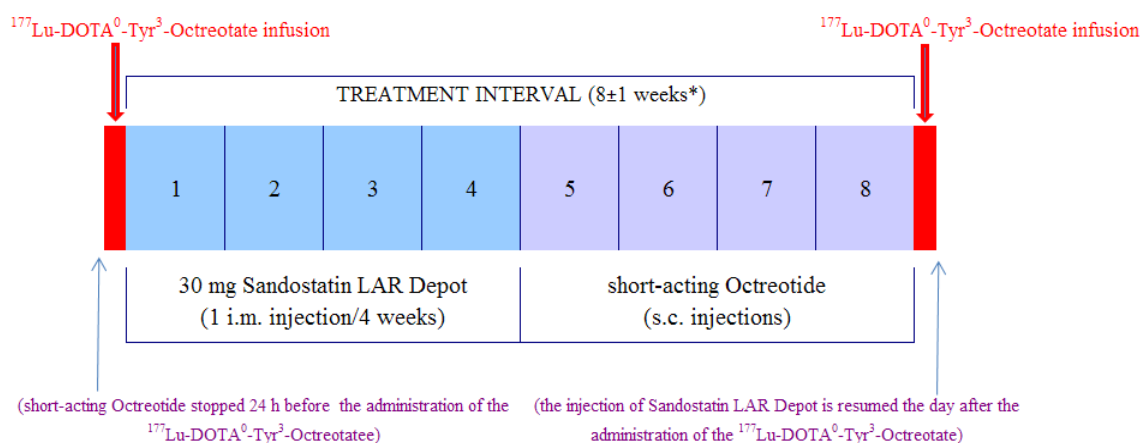 ¹⁷⁷Lu-DOTA⁰-Tyr³-Octreotate infusion
¹⁷⁷Lu-DOTA⁰-Tyr³-Octreotate infusion
TREATMENT INTERVAL (8±1 weeks*)
1 2 3 4 5 6 7 8
30 mg Sandostatin LAR Depot
(1 i.m. injection/4 weeks)
short-acting Octreotide
(s.c. injections)
(short-acting Octreotide stopped 24 h before the administration of the
¹⁷⁷Lu-DOTA⁰-Tyr³-Octreotatee)
(the injection of Sandostatin LAR Depot is resumed the day after the
administration of the ¹⁷⁷Lu-DOTA⁰-Tyr³-Octreotate)